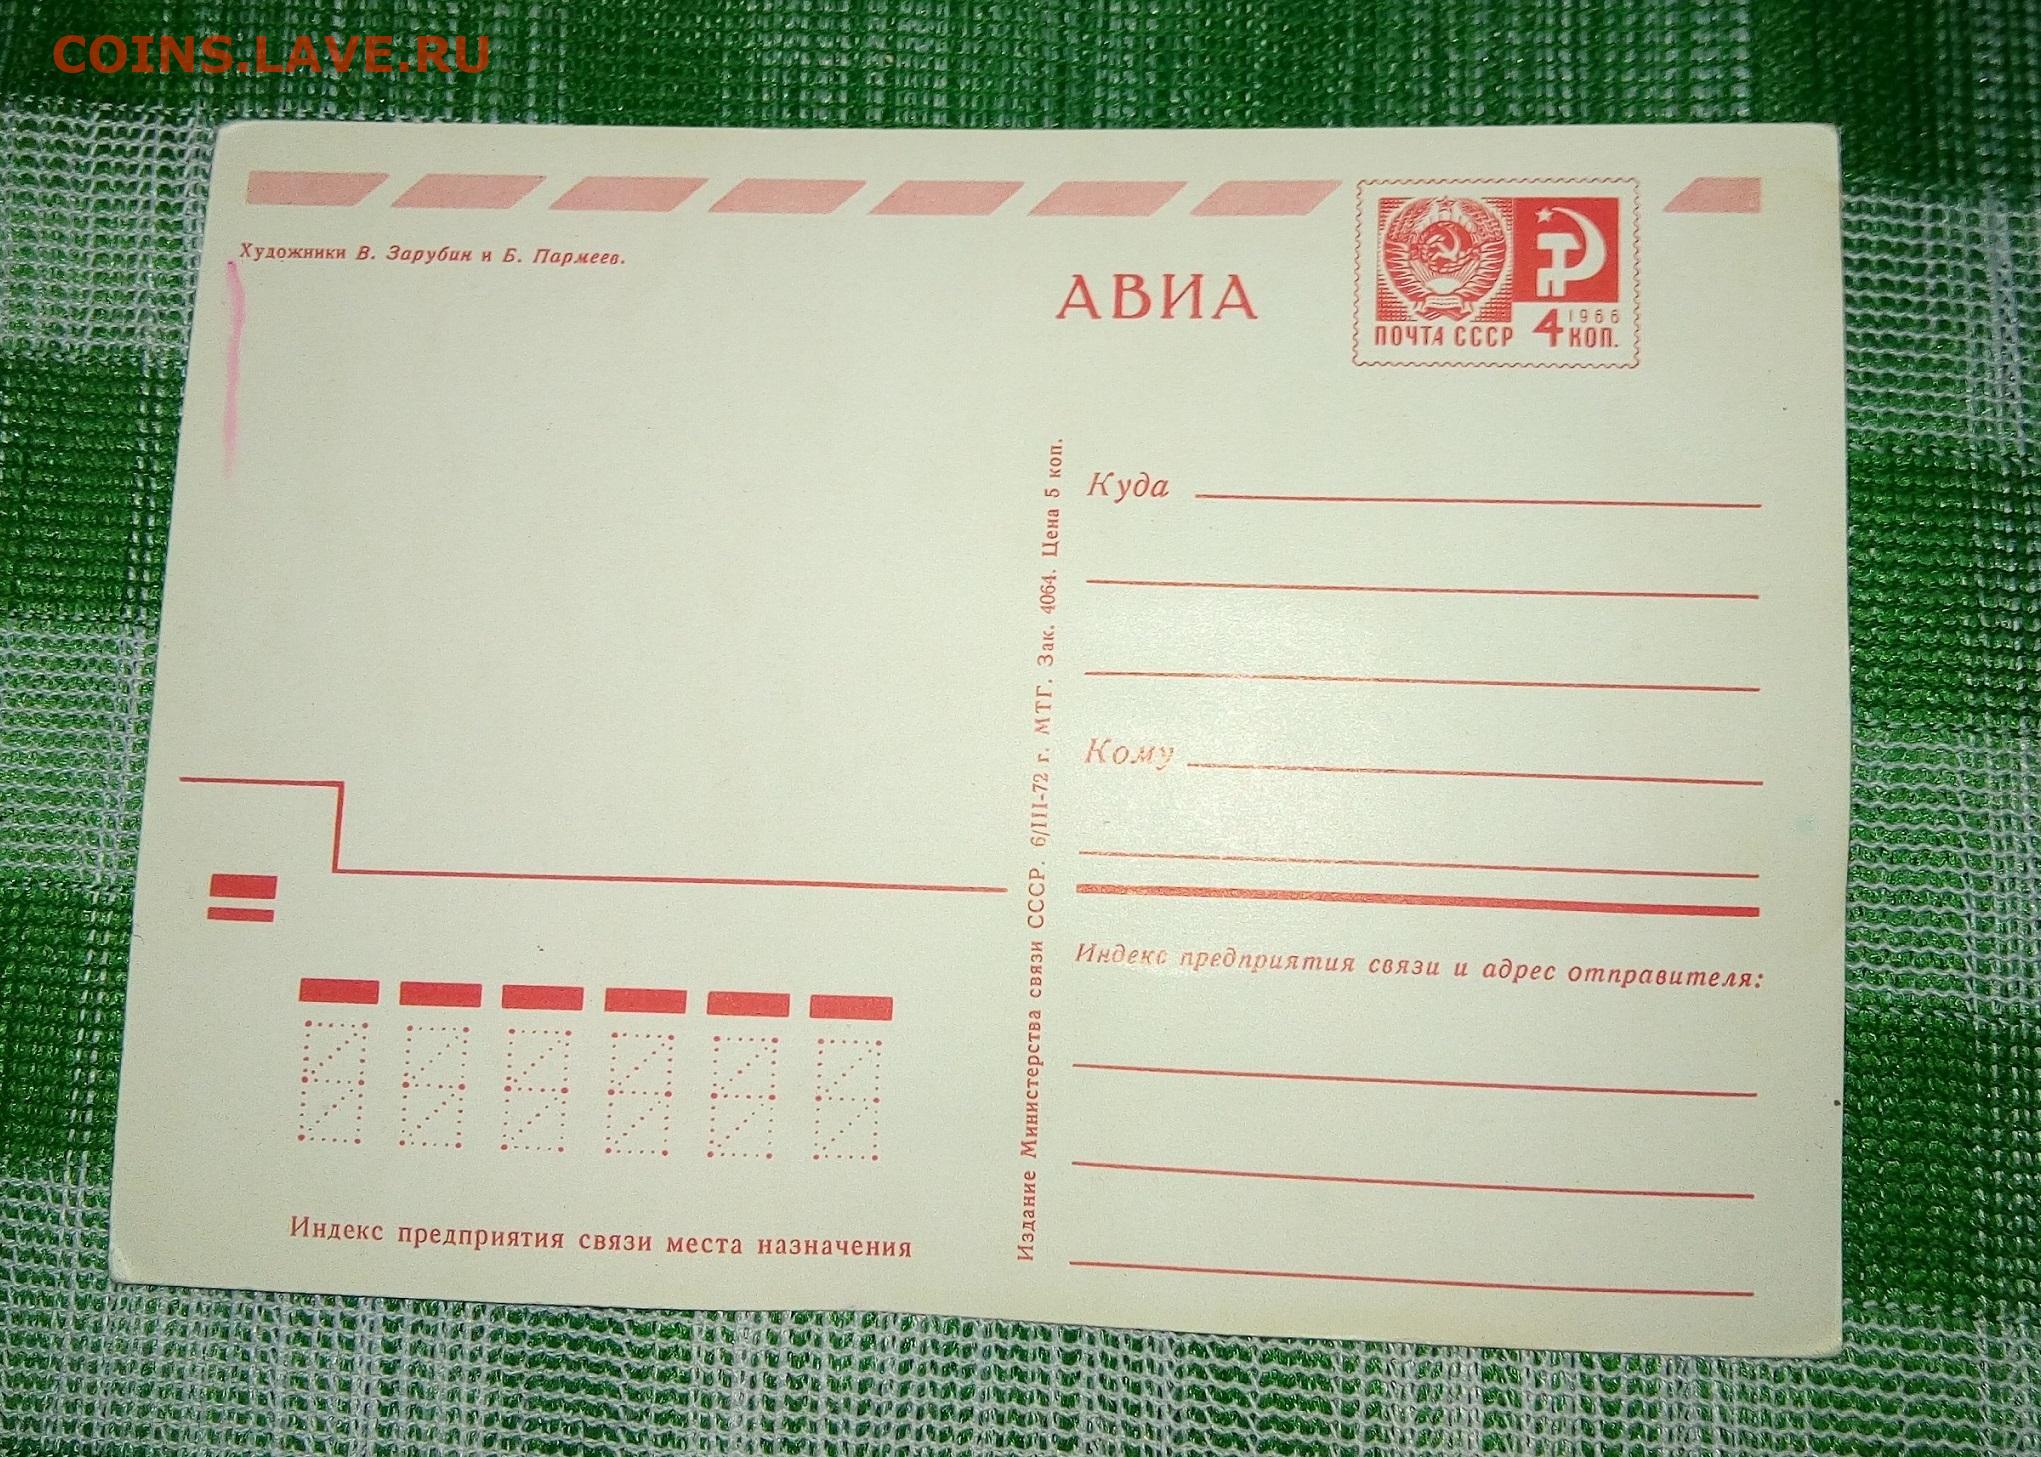 COINS.LAVE.RU
Художники В. Зарубин и Б. Пармеев.
АВИА
ПОЧТА СССР 4 1966 КОП.
Куда
Кому
Издание Министерства связи СССР. 6/III-72 г. МТГ. Зак. 4064. Цена 5 коп.
Индекс предприятия связи и адрес отправителя:
Индекс предприятия связи места назначения